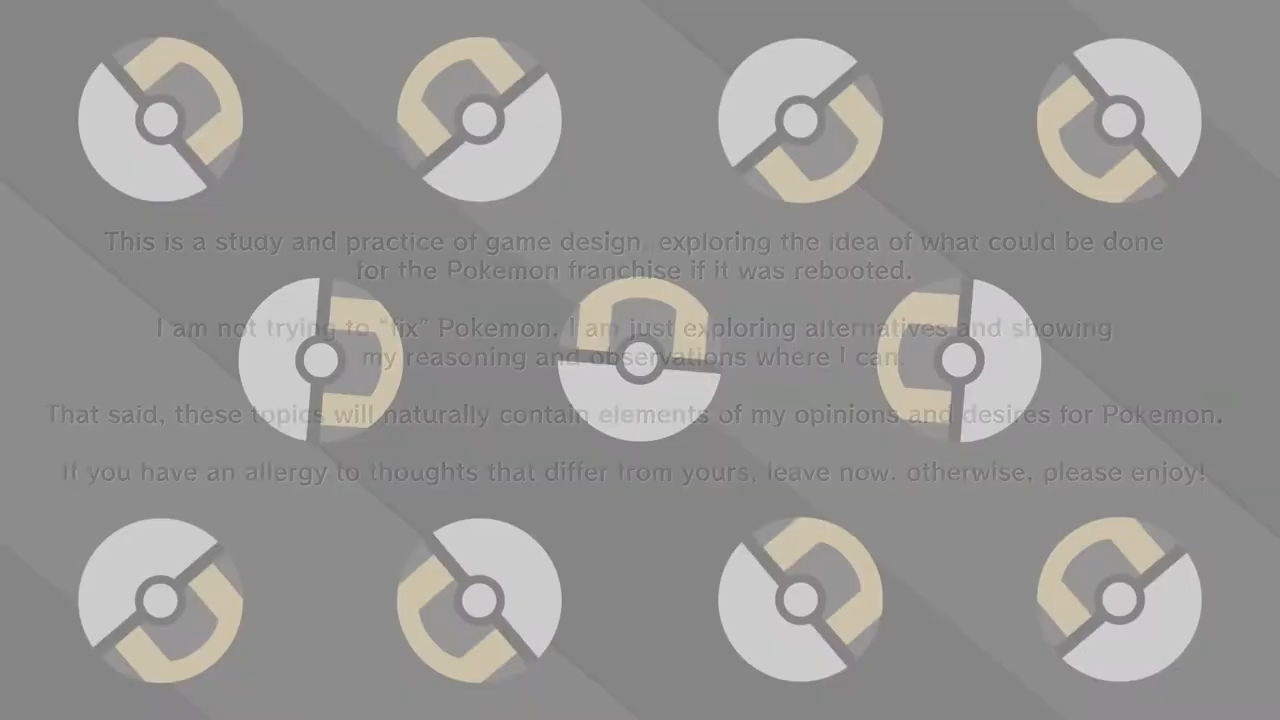 This is a study and practice of game design, exploring the idea of what could be done
for the Pokemon franchise if it was rebooted.
I am not trying to "fix" Pokemon. I am just exploring alternatives and showing
my reasoning and observations where I can.
That said, these topics will naturally contain elements of my opinions and desires for Pokemon.
If you have an allergy to thoughts that differ from yours, leave now. otherwise, please enjoy!